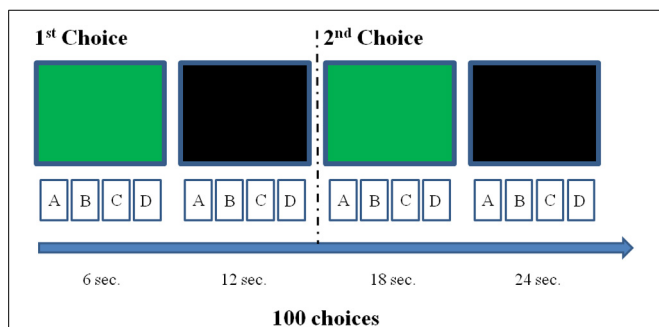 1st Choice 2nd Choice
A B C D A B C D A B C D A B C D
6 sec. 12 sec. 18 sec. 24 sec.
100 choices